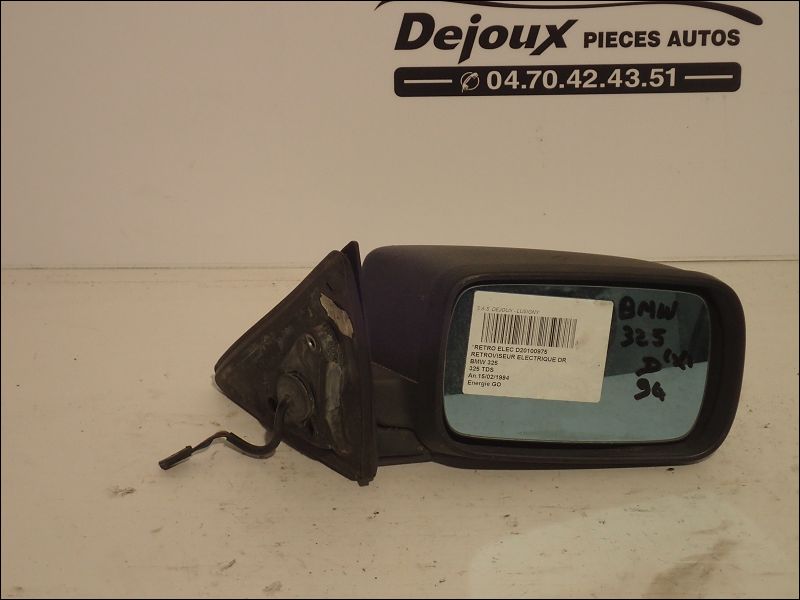 Dejoux PIECES AUTOS
04.70.42.43.51
S.A.S. DEJOUX - LUSIGNY
RETRO ELEC D20100975
RETROVISEUR ELECTRIQUE DR
BMW 325
325 TDS
An:15/02/1994
Energie GO
BMW
325
D
94